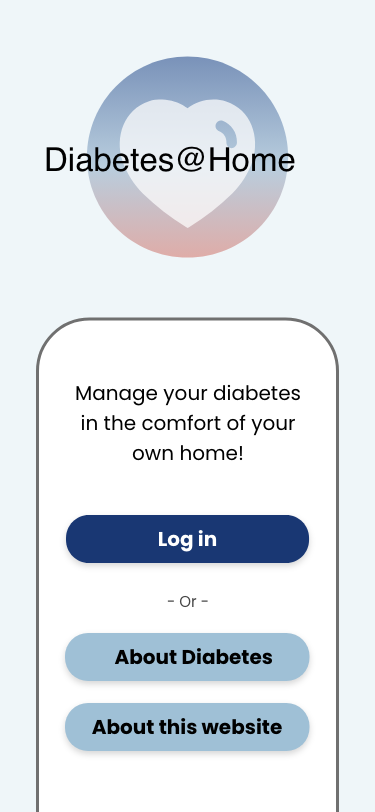 Diabetes@Home
Manage your diabetes
in the comfort of your
own home!
Log in
- Or -
About Diabetes
About this website